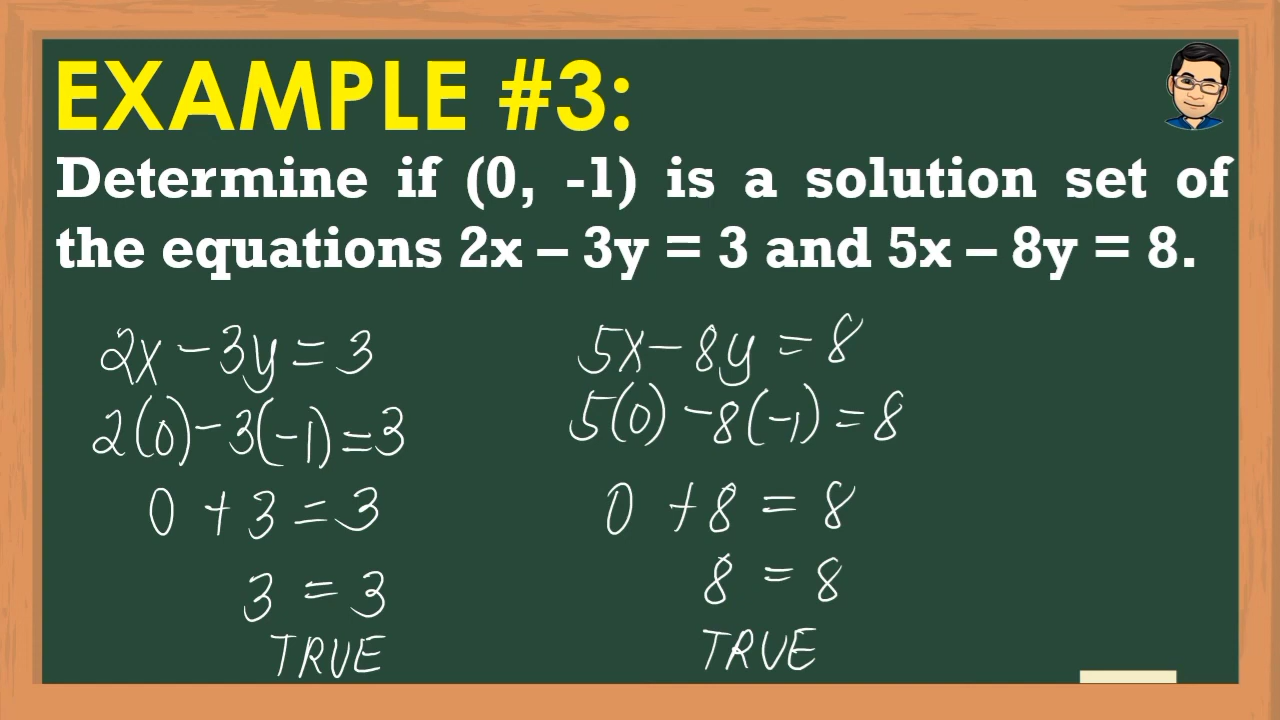 EXAMPLE #3:
Determine if (0, -1) is a solution set of
the equations 2x – 3y = 3 and 5x – 8y = 8.
2x - 3y = 3
2(0) - 3(-1) = 3
0 + 3 = 3
3 = 3
TRUE
5x - 8y = 8
5(0) - 8(-1) = 8
0 + 8 = 8
8 = 8
TRUE